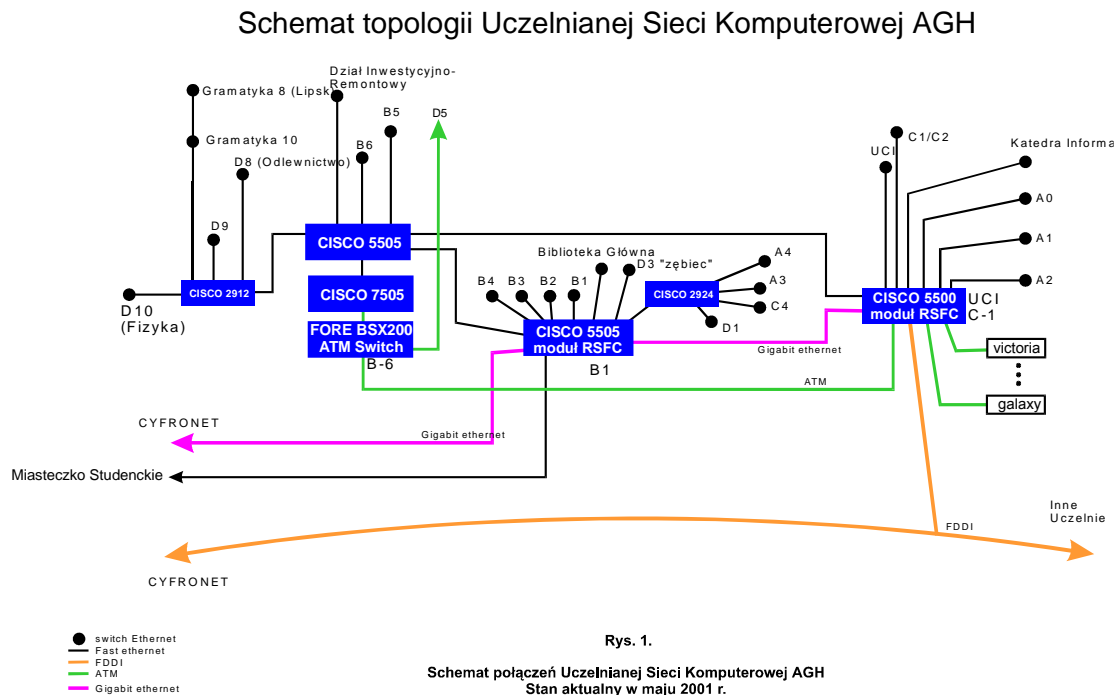 Schemat topologii Uczelnianej Sieci Komputerowej AGH
Gramatyka 8 (Lipsk)
Gramatyka 10
D8 (Odlewnictwo)
D9
D10
(Fizyka)
CISCO 2912
Dział Inwestycyjno-
Remontowy
B6
B5
D5
CISCO 5505
CISCO 7505
FORE BSX200
ATM Switch
B-6
B4
B3
B2
B1
Biblioteka Główna
D3 "zębiec"
CISCO 2924
A4
A3
C4
D1
CISCO 5505
moduł RSFC
B1
UCI
C1/C2
Katedra Informa
A0
A1
A2
CISCO 5500
moduł RSFC
UCI
C-1
victoria
galaxy
Gigabit ethernet
ATM
CYFRONET
Gigabit ethernet
Miasteczko Studenckie
Inne
Uczelnie
FDDI
CYFRONET
switch Ethernet
Fast ethernet
FDDI
ATM
Gigabit ethernet
Rys. 1.
Schemat połączeń Uczelnianej Sieci Komputerowej AGH
Stan aktualny w maju 2001 r.